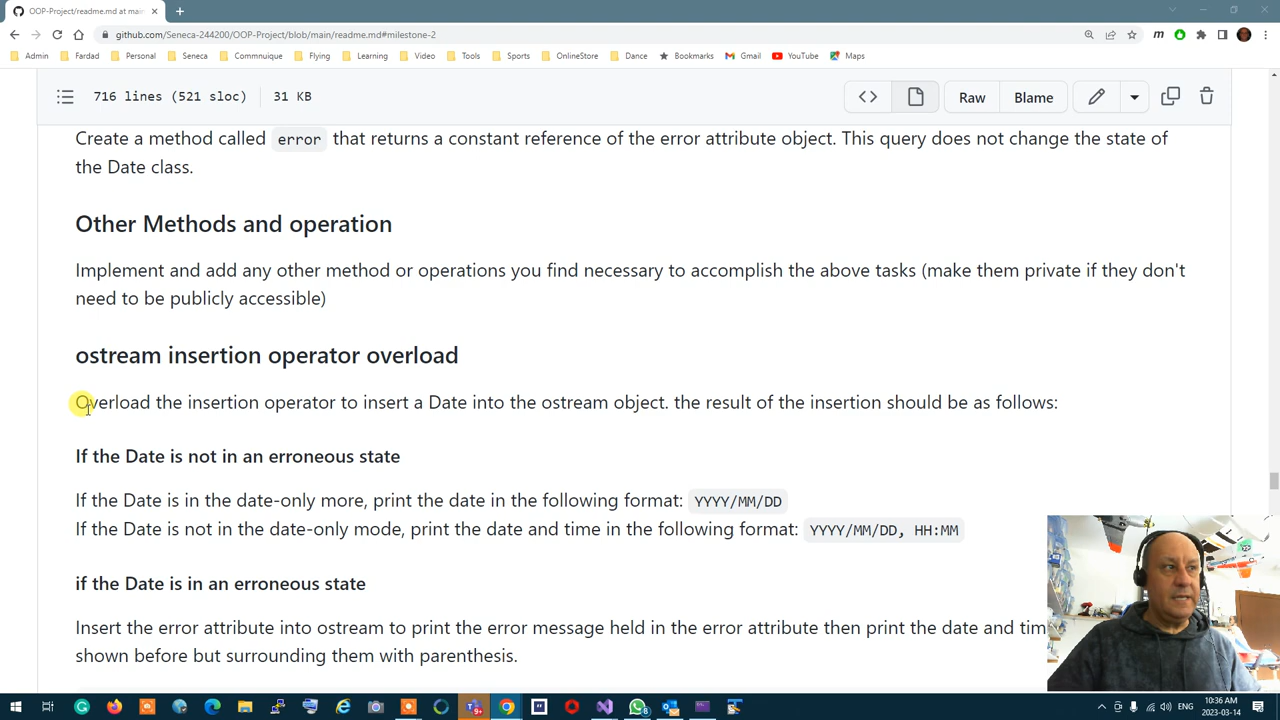 OOP-Project/readme.md at main
github.com/Seneca-244200/OOP-Project/blob/main/readme.md#milestone-2
Admin Fardad Personal Seneca Commnuique Flying Learning Video Tools Sports OnlineStore Dance Bookmarks Gmail YouTube Maps
716 lines (521 sloc) 31 KB Raw Blame
Create a method called error that returns a constant reference of the error attribute object. This query does not change the state of
the Date class.
Other Methods and operation
Implement and add any other method or operations you find necessary to accomplish the above tasks (make them private if they don't
need to be publicly accessible)
ostream insertion operator overload
Overload the insertion operator to insert a Date into the ostream object. the result of the insertion should be as follows:
If the Date is not in an erroneous state
If the Date is in the date-only more, print the date in the following format: YYYY/MM/DD
If the Date is not in the date-only mode, print the date and time in the following format: YYYY/MM/DD, HH:MM
if the Date is in an erroneous state
Insert the error attribute into ostream to print the error message held in the error attribute then print the date and tim
shown before but surrounding them with parenthesis.
ENG
10:36 AM
2023-03-14